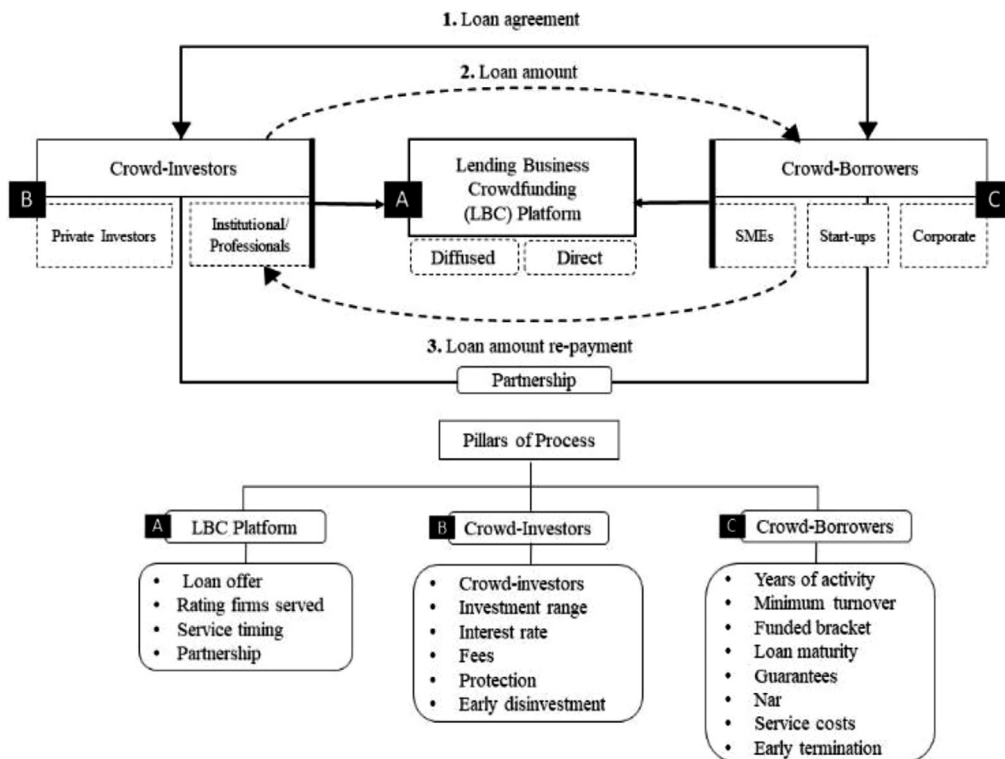 1. Loan agreement
2. Loan amount
Crowd-Investors
B
Private Investors
Institutional/
Professionals
A
Lending Business
Crowdfunding
(LBC) Platform
Diffused
Direct
Crowd-Borrowers
C
SMEs
Start-ups
Corporate
3. Loan amount re-payment
Partnership
Pillars of Process
A
LBC Platform
• Loan offer
• Rating firms served
• Service timing
• Partnership
B
Crowd-Investors
• Crowd-investors
• Investment range
• Interest rate
• Fees
• Protection
• Early disinvestment
C
Crowd-Borrowers
• Years of activity
• Minimum turnover
• Funded bracket
• Loan maturity
• Guarantees
• Nar
• Service costs
• Early termination